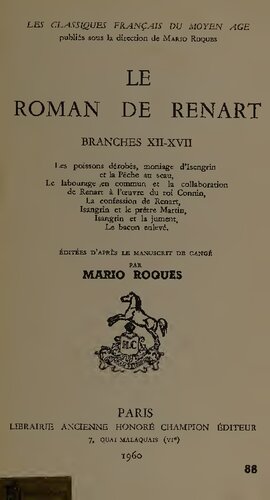 LES CLASSIQUES FRANÇAIS DU MOYEN AGE
publiés sous la direction de MARIO ROQUES
LE
ROMAN DE RENART
BRANCHES XII-XVII
Les poissons dérobés, moniage d'Isengrin
et la Pêche au seau,
Le labourage en commun et la collaboration
de Renart à l'œuvre du roi Connin,
La confession de Renart,
Isangrin et le prêtre Martin,
Isangrin et la jument,
Le bacon enlevé.
ÉDITÉES D'APRÈS LE MANUSCRIT DE CANGÉ
PAR
MARIO ROQUES
H.C
PARIS
LIBRAIRIE ANCIENNE HONORÉ CHAMPION ÉDITEUR
7, QUAI MALAQUAIS (VIe)
1960
88